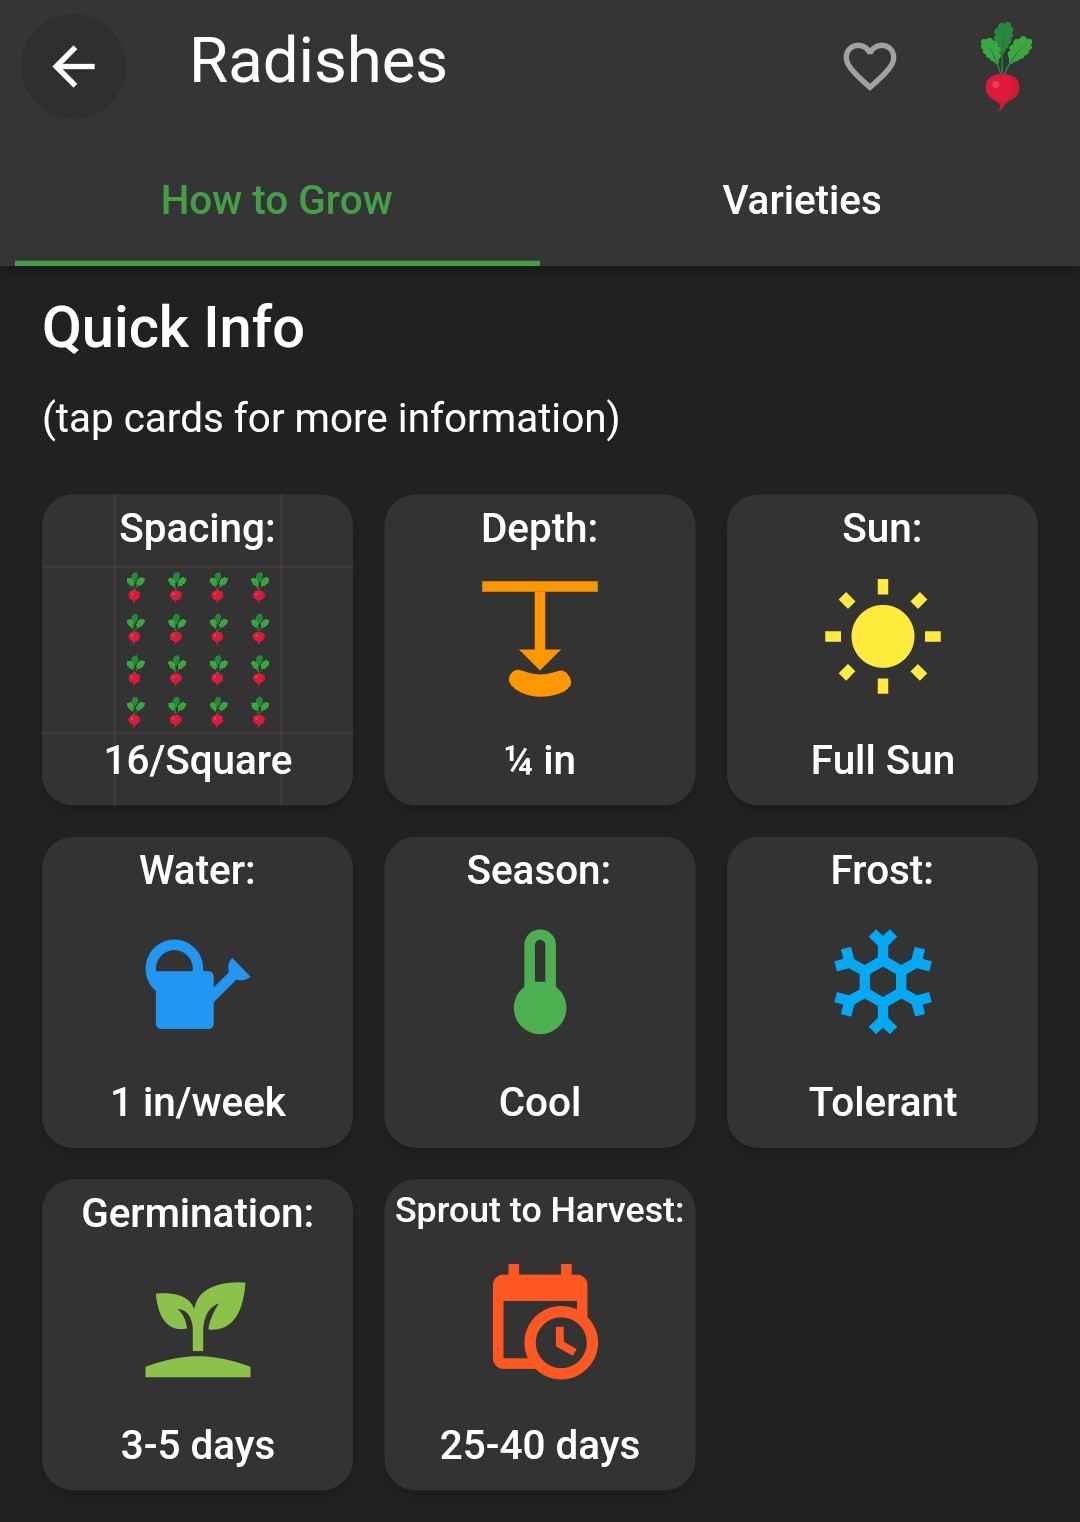 Radishes
How to Grow
Varieties
Quick Info
(tap cards for more information)
Spacing:
16/Square
Depth:
¼ in
Sun:
Full Sun
Water:
1 in/week
Season:
Cool
Frost:
Tolerant
Germination:
3-5 days
Sprout to Harvest:
25-40 days